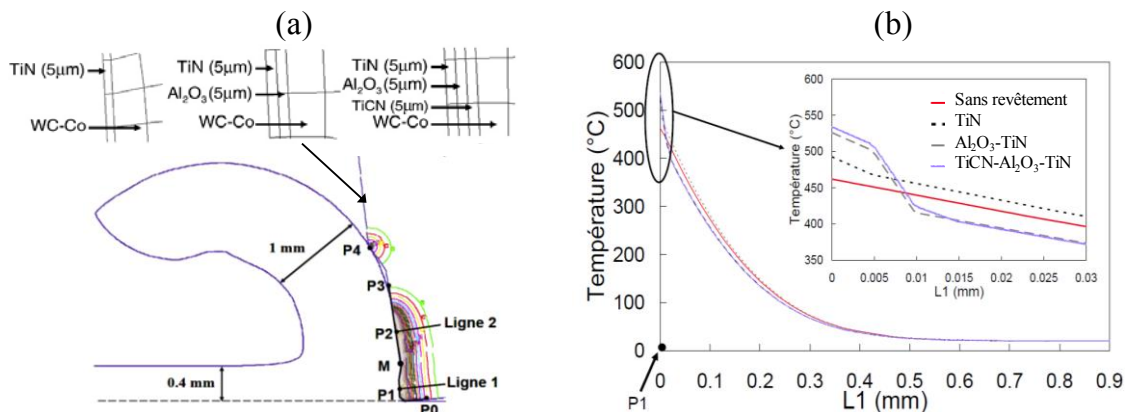 (a)
TiN (5µm)
WC-Co
TiN (5µm)
Al2O3 (5µm)
WC-Co
TiN (5µm)
Al2O3 (5µm)
TiCN (5µm)
WC-Co
1 mm
P4
P3
P2
Ligne 2
M
P1
Ligne 1
P0
0.4 mm
(b)
Température (°C)
600
500
400
300
200
100
0
0
0.1
0.2
0.3
0.4
0.5
0.6
0.7
0.8
0.9
P1
L1 (mm)
Température (°C)
600
550
500
450
400
350
0
0.005
0.01
0.015
0.02
0.025
0.03
L1 (mm)
Sans revêtement
TiN
Al2O3-TiN
TiCN-Al2O3-TiN